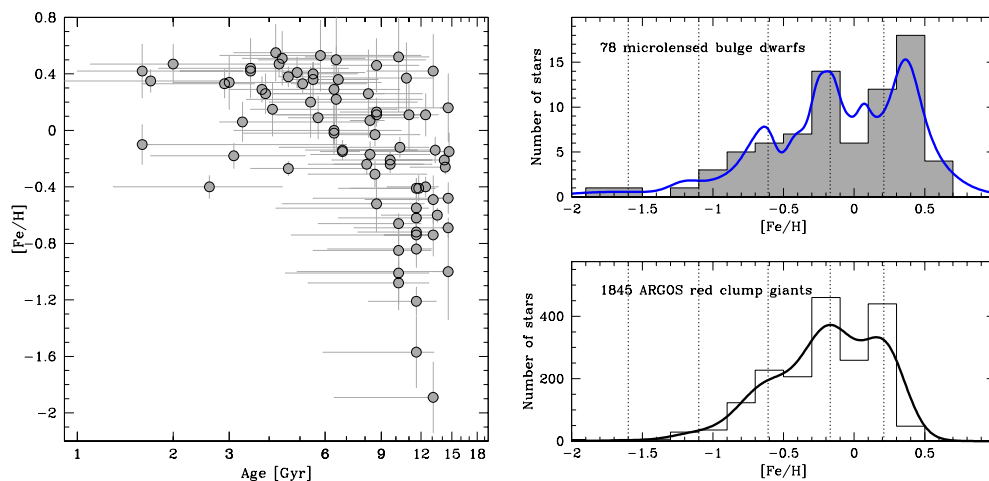 0.8
0.4
0
−0.4
−0.8
−1.2
−1.6
−2
[Fe/H]
1 2 3 4 5 6 7 9 12 15 18
Age [Gyr]
78 microlensed bulge dwarfs
15
10
5
0
Number of stars
−2 −1.5 −1 −0.5 0 0.5
[Fe/H]
1845 ARGOS red clump giants
400
200
0
Number of stars
−2 −1.5 −1 −0.5 0 0.5
[Fe/H]